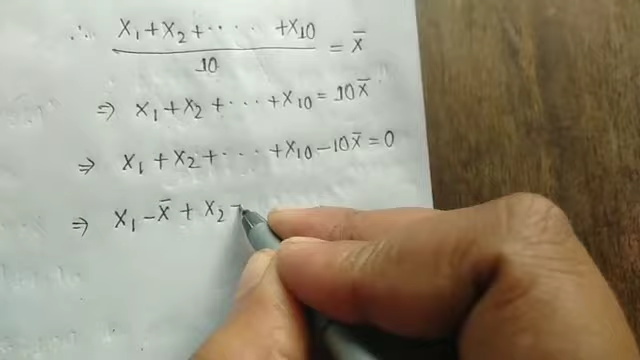 ∴ x₁ + x₂ + ⋯⋯ + x₁₀ / 10 = x̄
⇒ x₁ + x₂ + ⋯ + x₁₀ = 10x̄
⇒ x₁ + x₂ + ⋯ + x₁₀ − 10x̄ = 0
⇒ x₁ − x̄ + x₂ −